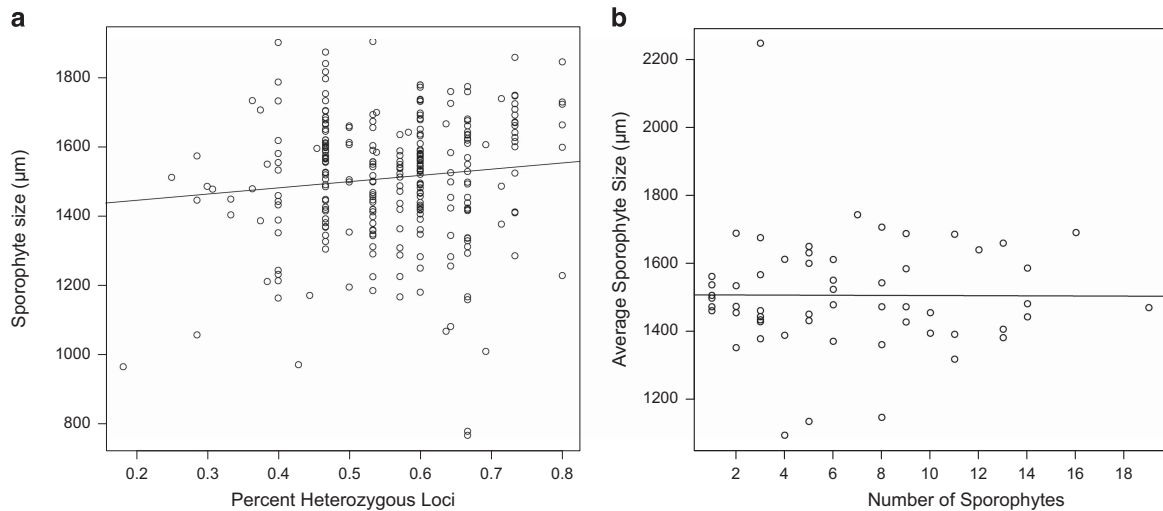 a
1800
1600
1400
1200
1000
800
Sporophyte size (µm)
0.2 0.3 0.4 0.5 0.6 0.7 0.8
Percent Heterozygous Loci
b
2200
2000
1800
1600
1400
1200
Average Sporophyte Size (µm)
2 4 6 8 10 12 14 16 18
Number of Sporophytes